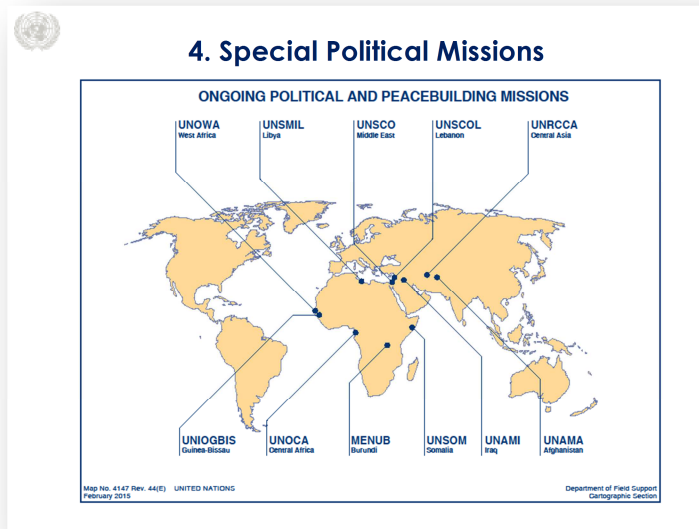 4. Special Political Missions
ONGOING POLITICAL AND PEACEBUILDING MISSIONS
UNOWA
West Africa
UNSMIL
Libya
UNSCO
Middle East
UNSCOL
Lebanon
UNRCCA
Central Asia
UNIOGBIS
Guinea-Bissau
UNOCA
Central Africa
MENUB
Burundi
UNSOM
Somalia
UNAMI
Iraq
UNAMA
Afghanistan
Map No. 4147 Rev. 44(E) UNITED NATIONS
February 2015
Department of Field Support
Cartographic Section